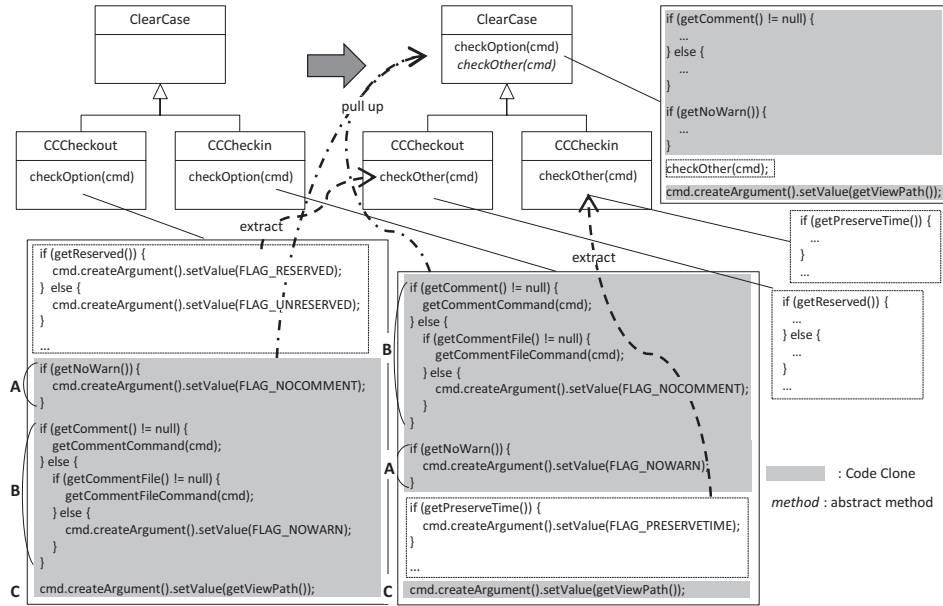 ClearCase
CCCheckout
checkOption(cmd)
CCCheckin
checkOption(cmd)
pull up
extract
ClearCase
checkOption(cmd)
checkOther(cmd)
CCCheckout
checkOther(cmd)
CCCheckin
checkOther(cmd)
extract
if (getComment() != null) {
...
} else {
...
}
if (getNoWarn()) {
...
}
checkOther(cmd);
cmd.createArgument().setValue(getViewPath());
if (getPreserveTime()) {
...
}
...
if (getReserved()) {
...
} else {
...
}
...
if (getReserved()) {
cmd.createArgument().setValue(FLAG_RESERVED);
} else {
cmd.createArgument().setValue(FLAG_UNRESERVED);
}
...
A
if (getNoWarn()) {
cmd.createArgument().setValue(FLAG_NOCOMMENT);
}
B
if (getComment() != null) {
getCommentCommand(cmd);
} else {
if (getCommentFile() != null) {
getCommentFileCommand(cmd);
} else {
cmd.createArgument().setValue(FLAG_NOWARN);
}
}
C
cmd.createArgument().setValue(getViewPath());
B
if (getComment() != null) {
getCommentCommand(cmd);
} else {
if (getCommentFile() != null) {
getCommentFileCommand(cmd);
} else {
cmd.createArgument().setValue(FLAG_NOCOMMENT);
}
}
A
if (getNoWarn()) {
cmd.createArgument().setValue(FLAG_NOWARN);
}
if (getPreserveTime()) {
cmd.createArgument().setValue(FLAG_PRESERVETIME);
}
...
C
cmd.createArgument().setValue(getViewPath());
: Code Clone
method : abstract method